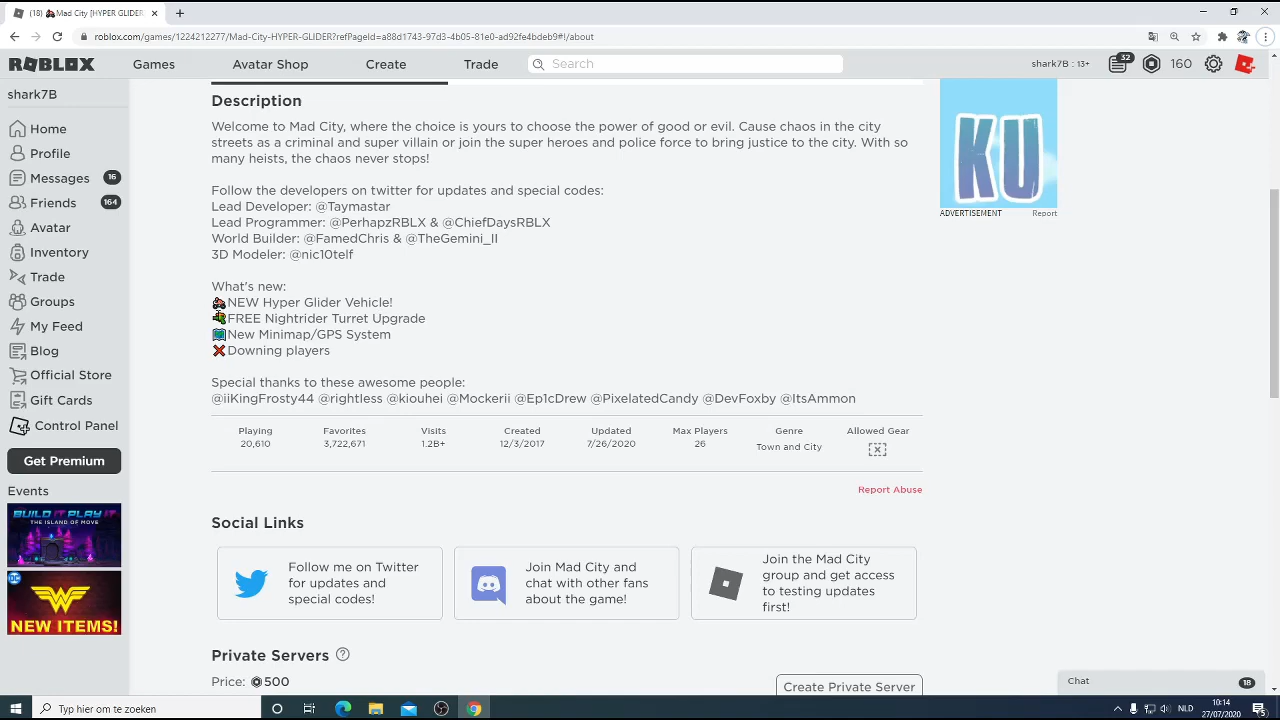 (18) 🏍Mad City [HYPER GLIDER]
roblox.com/games/1224212277/Mad-City-HYPER-GLIDER?refPageId=a88d1743-97d3-4b05-81e0-ad92fe4bdeb9#!/about
ROBLOX
Games
Avatar Shop
Create
Trade
Search
shark7B : 13+
32
160
shark7B
Home
Profile
Messages 16
Friends 164
Avatar
Inventory
Trade
Groups
My Feed
Blog
Official Store
Gift Cards
Control Panel
Get Premium
Events
BUILD IT PLAY IT
THE ISLAND OF MOVE
DC
NEW ITEMS!
Description
Welcome to Mad City, where the choice is yours to choose the power of good or evil. Cause chaos in the city
streets as a criminal and super villain or join the super heroes and police force to bring justice to the city. With so
many heists, the chaos never stops!
Follow the developers on twitter for updates and special codes:
Lead Developer: @Taymastar
Lead Programmer: @PerhapzRBLX & @ChiefDaysRBLX
World Builder: @FamedChris & @TheGemini_II
3D Modeler: @nic10telf
What's new:
🏍NEW Hyper Glider Vehicle!
🔫FREE Nightrider Turret Upgrade
🗺New Minimap/GPS System
❌Downing players
Special thanks to these awesome people:
@iiKingFrosty44 @rightless @kiouhei @Mockerii @Ep1cDrew @PixelatedCandy @DevFoxby @ItsAmmon
Playing Favorites Visits Created Updated Max Players Genre Allowed Gear
20,610 3,722,671 1.2B+ 12/3/2017 7/26/2020 26 Town and City
Report Abuse
Social Links
Follow me on Twitter
for updates and
special codes!
Join Mad City and
chat with other fans
about the game!
Join the Mad City
group and get access
to testing updates
first!
Private Servers
Price: 500
Create Private Server
KU
ADVERTISEMENT
Report
Chat 18
Typ hier om te zoeken
NLD
10:14
27/07/2020
5